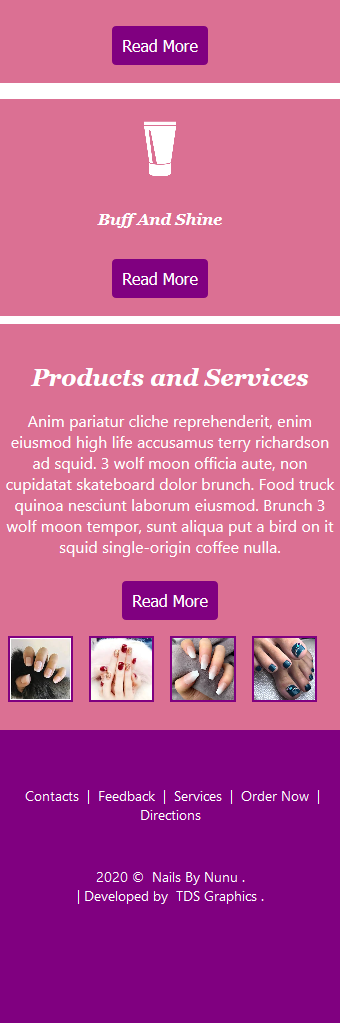 Read More
Buff And Shine
Read More
Products and Services
Anim pariatur cliche reprehenderit, enim
eiusmod high life accusamus terry richardson
ad squid. 3 wolf moon officia aute, non
cupidatat skateboard dolor brunch. Food truck
quinoa nesciunt laborum eiusmod. Brunch 3
wolf moon tempor, sunt aliqua put a bird on it
squid single-origin coffee nulla.
Read More
Contacts | Feedback | Services | Order Now |
Directions
2020 © Nails By Nunu .
| Developed by TDS Graphics .